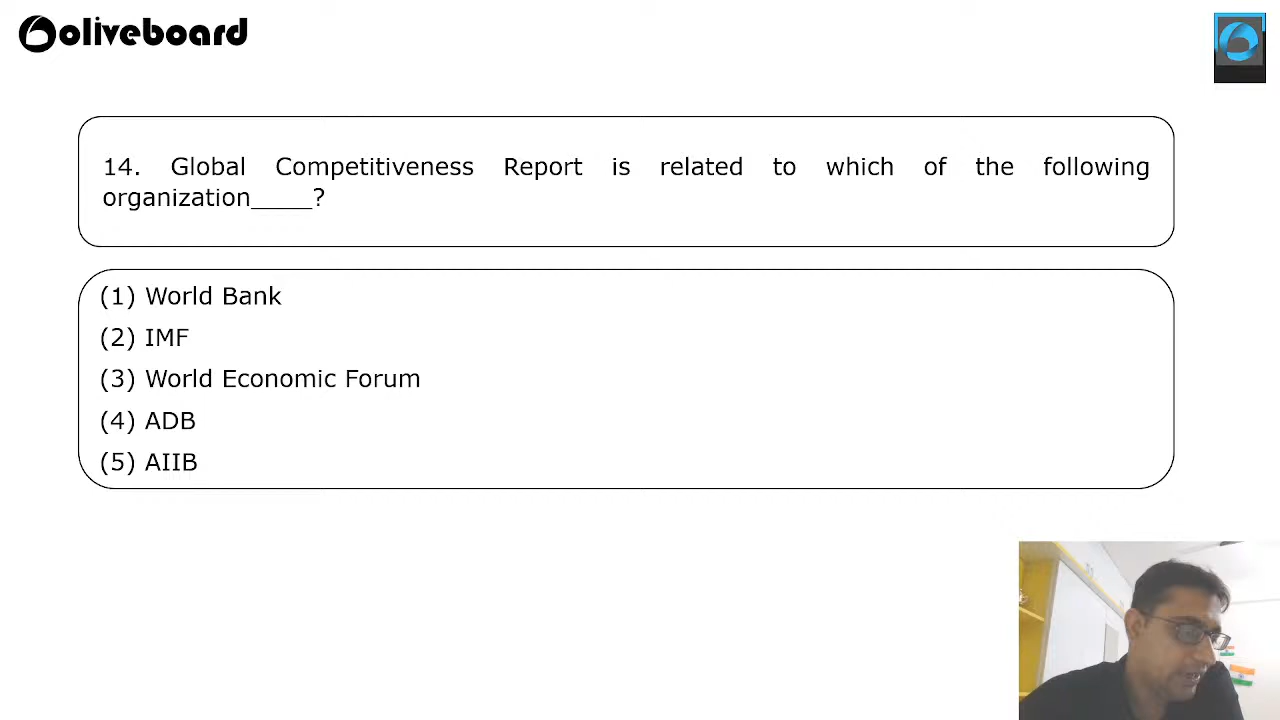 oliveboard
14. Global Competitiveness Report is related to which of the following
organization_____?
(1) World Bank
(2) IMF
(3) World Economic Forum
(4) ADB
(5) AIIB